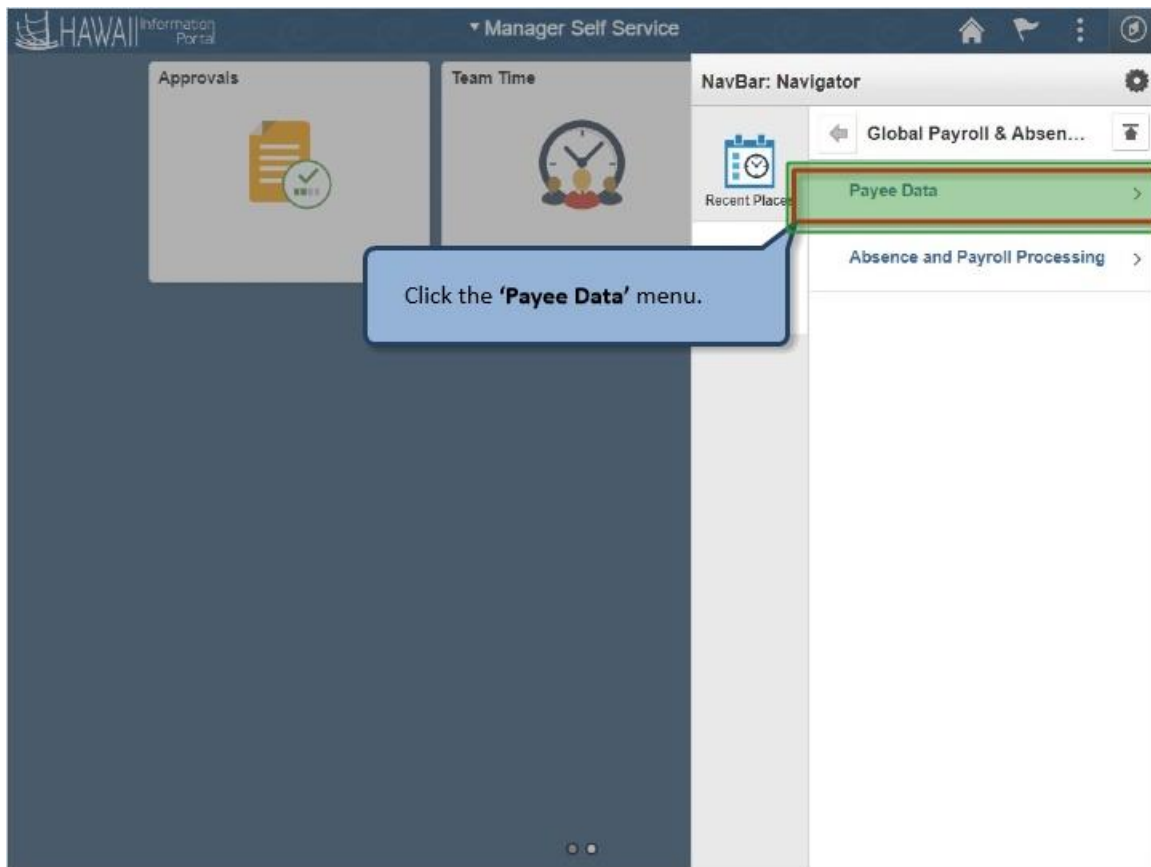 HAWAII Information
Portal
Manager Self Service
Approvals
Team Time
NavBar: Navigator
Recent Places
Global Payroll & Absen...
Payee Data
Absence and Payroll Processing
Click the ‘Payee Data’ menu.